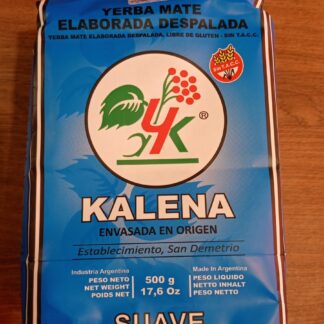 YERBA MATE
ELABORADA DESPALADA
YERBA MATE ELABORADA DESPALADA, LIBRE DE GLUTEN - SIN T.A.C.C.
SIN T.A.C.C.
YK ®
KALENA
ENVASADA EN ORIGEN
Establecimiento, San Demetrio
Industria Argentina
PESO NETO
NET WEIGHT
POIDS NET
500 g
17,6 Oz
Made In Argentina
PESO LIQUIDO
NETTO INHALT
PESO NETTO
SUAVE